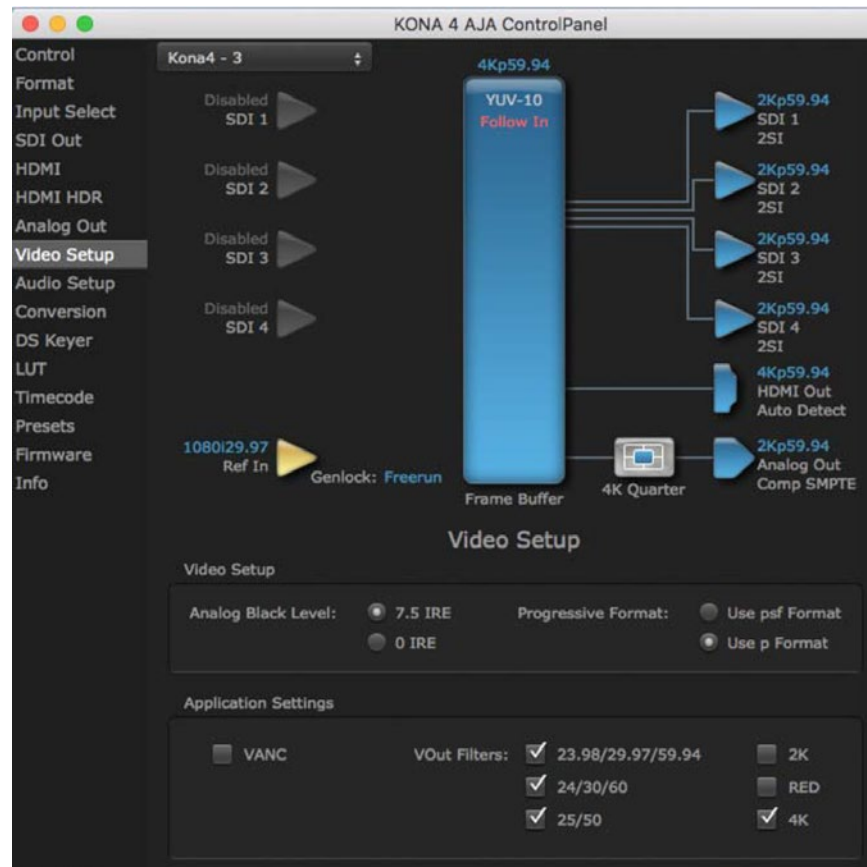 KONA 4 AJA ControlPanel
Control
Format
Input Select
SDI Out
HDMI
HDMI HDR
Analog Out
Video Setup
Audio Setup
Conversion
DS Keyer
LUT
Timecode
Presets
Firmware
Info
Kona4 - 3
Disabled
SDI 1
Disabled
SDI 2
Disabled
SDI 3
Disabled
SDI 4
1080i29.97
Ref In
Genlock: Freerun
4Kp59.94
YUV-10
Follow In
Frame Buffer
4K Quarter
2Kp59.94
SDI 1
2SI
2Kp59.94
SDI 2
2SI
2Kp59.94
SDI 3
2SI
2Kp59.94
SDI 4
2SI
4Kp59.94
HDMI Out
Auto Detect
2Kp59.94
Analog Out
Comp SMPTE
Video Setup
Video Setup
Analog Black Level: 7.5 IRE Progressive Format: Use psf Format
0 IRE Use p Format
Application Settings
VANC VOut Filters: 23.98/29.97/59.94 2K
24/30/60 RED
25/50 4K